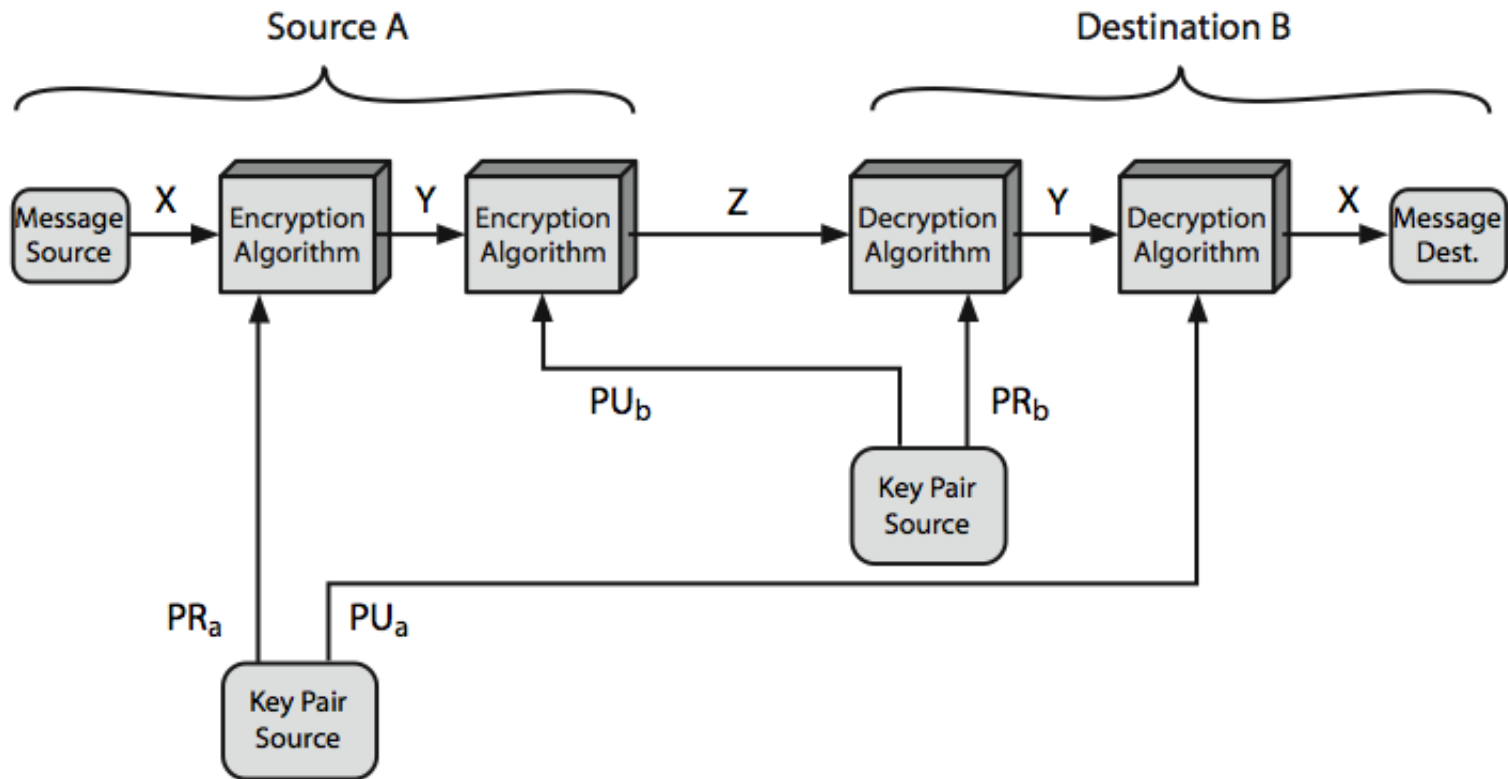 Source A
Destination B
X
Y
Z
Y
X
Message
Source
Encryption
Algorithm
Encryption
Algorithm
Decryption
Algorithm
Decryption
Algorithm
Message
Dest.
PUb
PRb
Key Pair
Source
PRa
PUa
Key Pair
Source